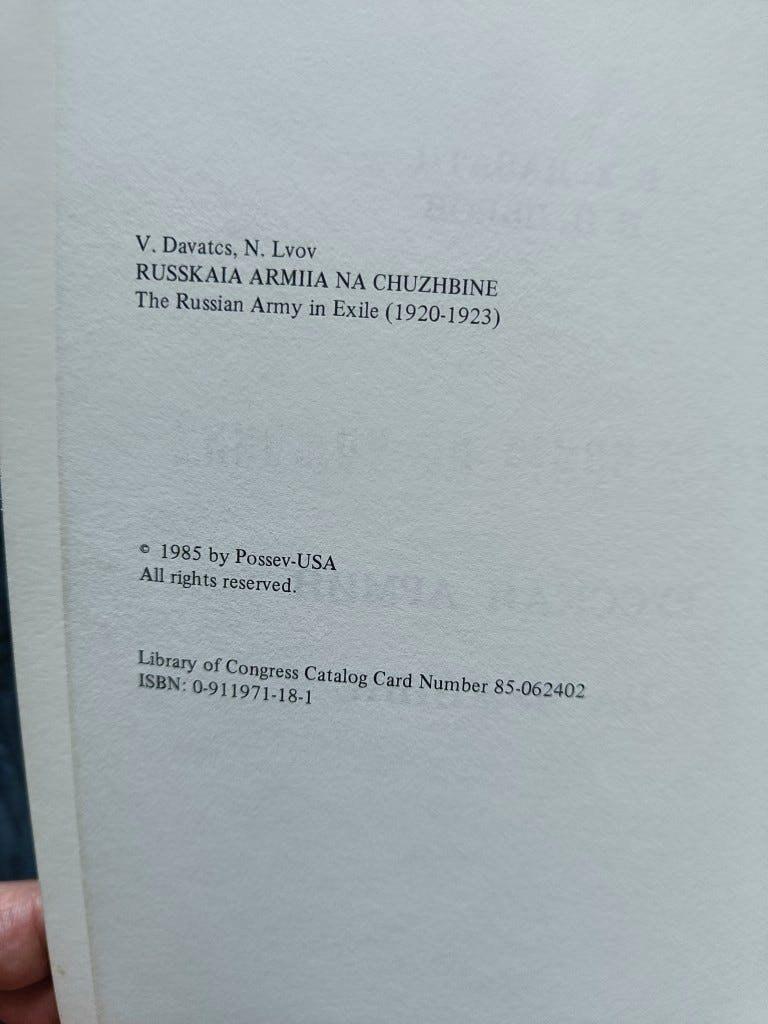 V. Davatcs, N. Lvov
RUSSKAIA ARMIIA NA CHUZHBINE
The Russian Army in Exile (1920-1923)
© 1985 by Possev-USA
All rights reserved.
Library of Congress Catalog Card Number 85-062402
ISBN: 0-911971-18-1